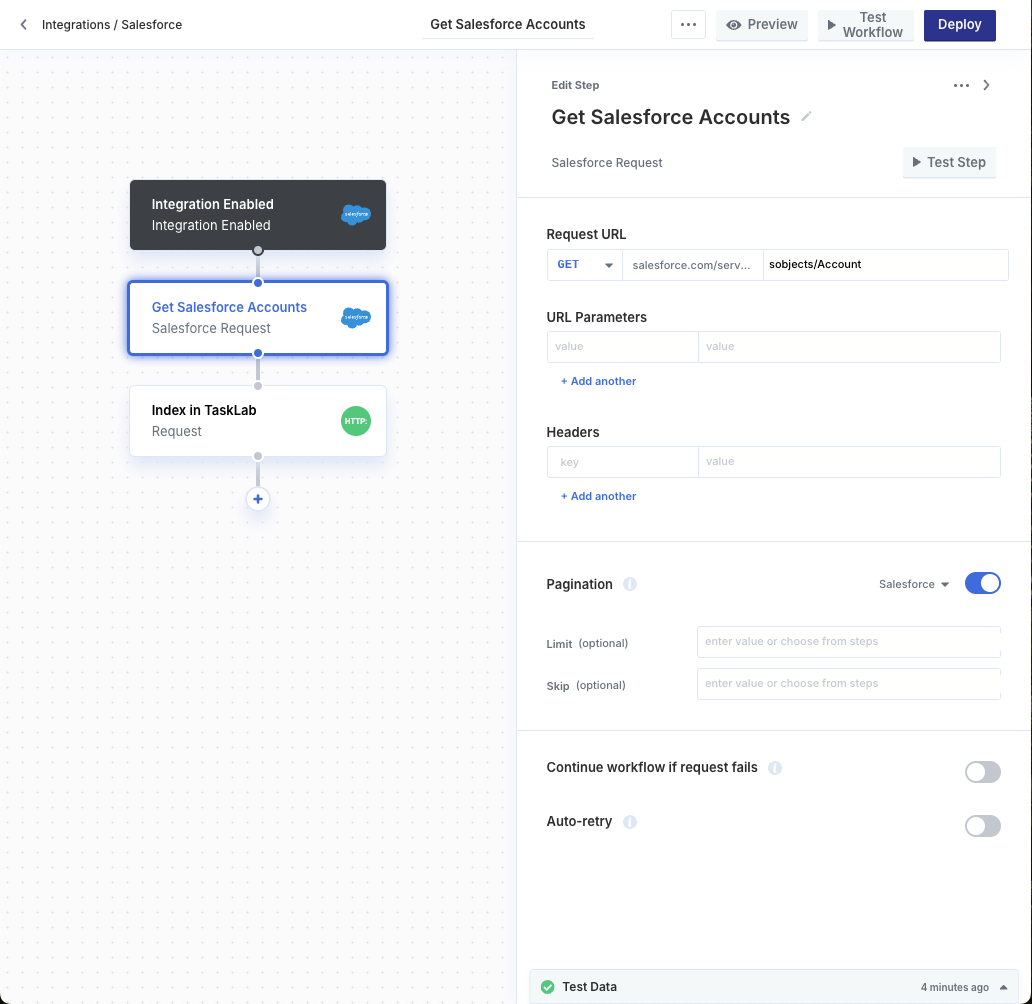 Integrations / Salesforce
Get Salesforce Accounts
Preview
Test
Workflow
Deploy
Integration Enabled
Integration Enabled
salesforce
Get Salesforce Accounts
Salesforce Request
salesforce
Index in TaskLab
Request
HTTP:
Edit Step
Get Salesforce Accounts
Salesforce Request
Test Step
Request URL
GET salesforce.com/serv... sobjects/Account
URL Parameters
value value
+ Add another
Headers
key value
+ Add another
Pagination Salesforce
Limit (optional) enter value or choose from steps
Skip (optional) enter value or choose from steps
Continue workflow if request fails
Auto-retry
Test Data 4 minutes ago